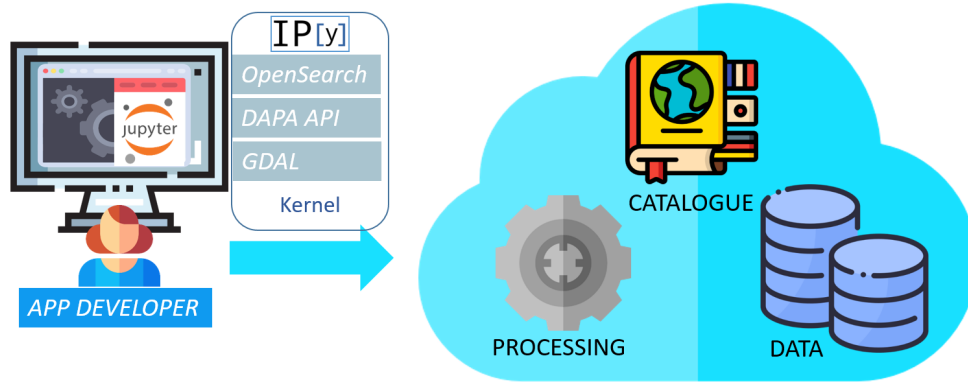 IP[y]
OpenSearch
DAPA API
GDAL
Kernel
jupyter
APP DEVELOPER
CATALOGUE
PROCESSING
DATA